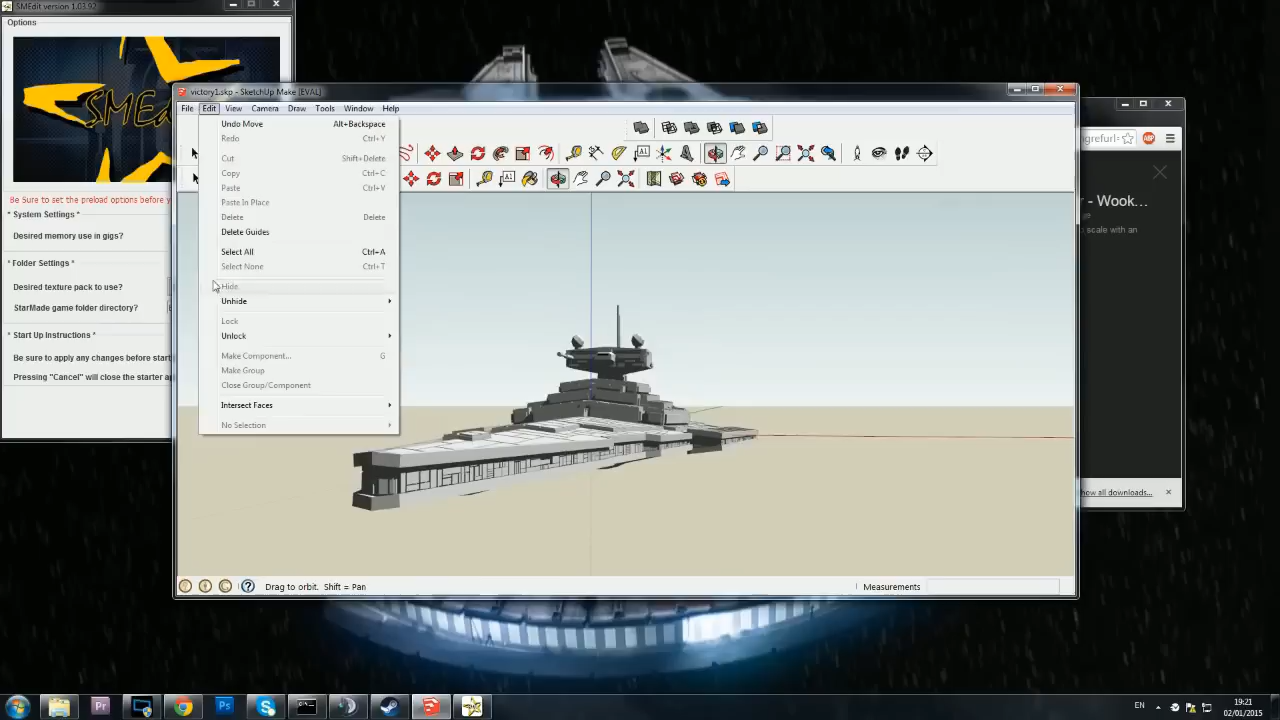 SMEdit version 1.03.92
Options
SMEd
Be Sure to set the preload options before y
* System Settings *
Desired memory use in gigs?
* Folder Settings *
Desired texture pack to use?
StarMade game folder directory?
* Start Up Instructions *
Be sure to apply any changes before starti
Pressing "Cancel" will close the starter ap
victory1.skp - SketchUp Make [EVAL]
File Edit View Camera Draw Tools Window Help
Undo Move Alt+Backspace
Redo Ctrl+Y
Cut Shift+Delete
Copy Ctrl+C
Paste Ctrl+V
Paste In Place
Delete Delete
Delete Guides
Select All Ctrl+A
Select None Ctrl+T
Hide
Unhide
Lock
Unlock
Make Component... G
Make Group
Close Group/Component
Intersect Faces
No Selection
Drag to orbit. Shift = Pan
Measurements
ngrefurl=
ABP
r - Wook...
o scale with an
how all downloads...
EN
19:21
02/01/2015